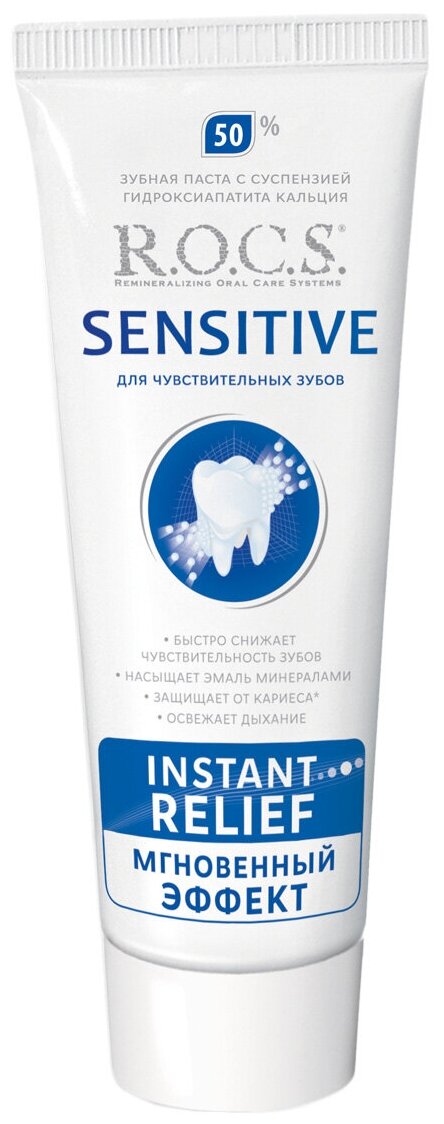 50 %
ЗУБНАЯ ПАСТА С СУСПЕНЗИЕЙ
ГИДРОКСИАПАТИТА КАЛЬЦИЯ
R.O.C.S.®
REMINERALIZING ORAL CARE SYSTEMS
SENSITIVE
ДЛЯ ЧУВСТВИТЕЛЬНЫХ ЗУБОВ
• БЫСТРО СНИЖАЕТ
ЧУВСТВИТЕЛЬНОСТЬ ЗУБОВ
• НАСЫЩАЕТ ЭМАЛЬ МИНЕРАЛАМИ
• ЗАЩИЩАЕТ ОТ КАРИЕСА*
• ОСВЕЖАЕТ ДЫХАНИЕ
INSTANT
RELIEF
МГНОВЕННЫЙ
ЭФФЕКТ